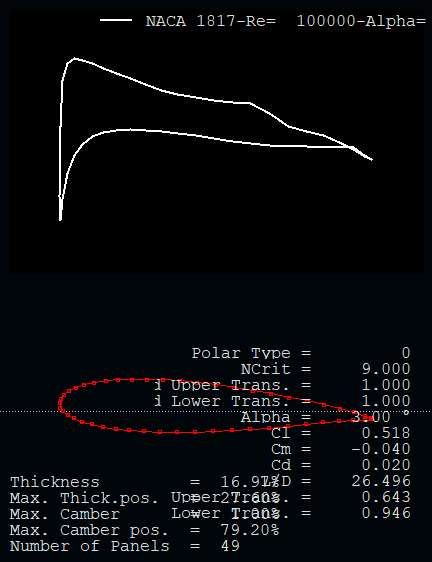 NACA 1817-Re= 100000-Alpha=
Polar Type = 0
NCrit = 9.000
Upper Trans. = 1.000
Lower Trans. = 1.000
Alpha = 3.00 °
Cl = 0.518
Cm = -0.040
Cd = 0.020
L/D = 26.496
Thickness = 16.97%
Upper Trans. = 0.643
Max. Thick.pos. = 27.60%
Lower Trans. = 0.946
Max. Camber =
Max. Camber pos. = 79.20%
Number of Panels = 49